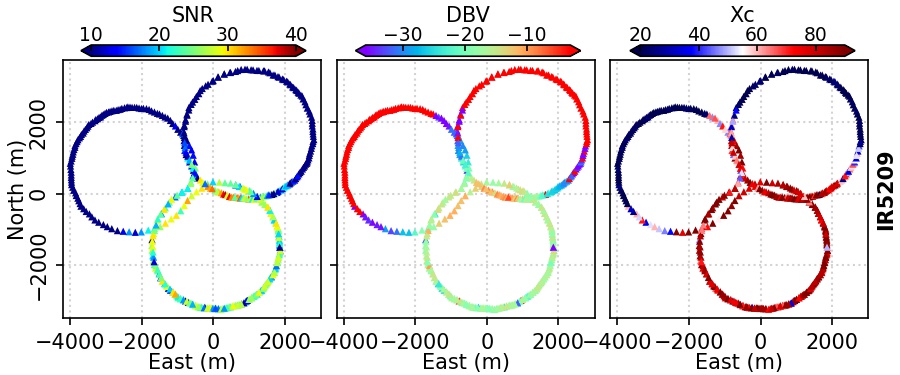 SNR DBV Xc
10 20 30 40 −30 −20 −10 20 40 60 80
North (m)
2000
0
−2000
IR5209
−4000 −2000 0 2000 −4000 −2000 0 2000 −4000 −2000 0 2000
East (m) East (m) East (m)